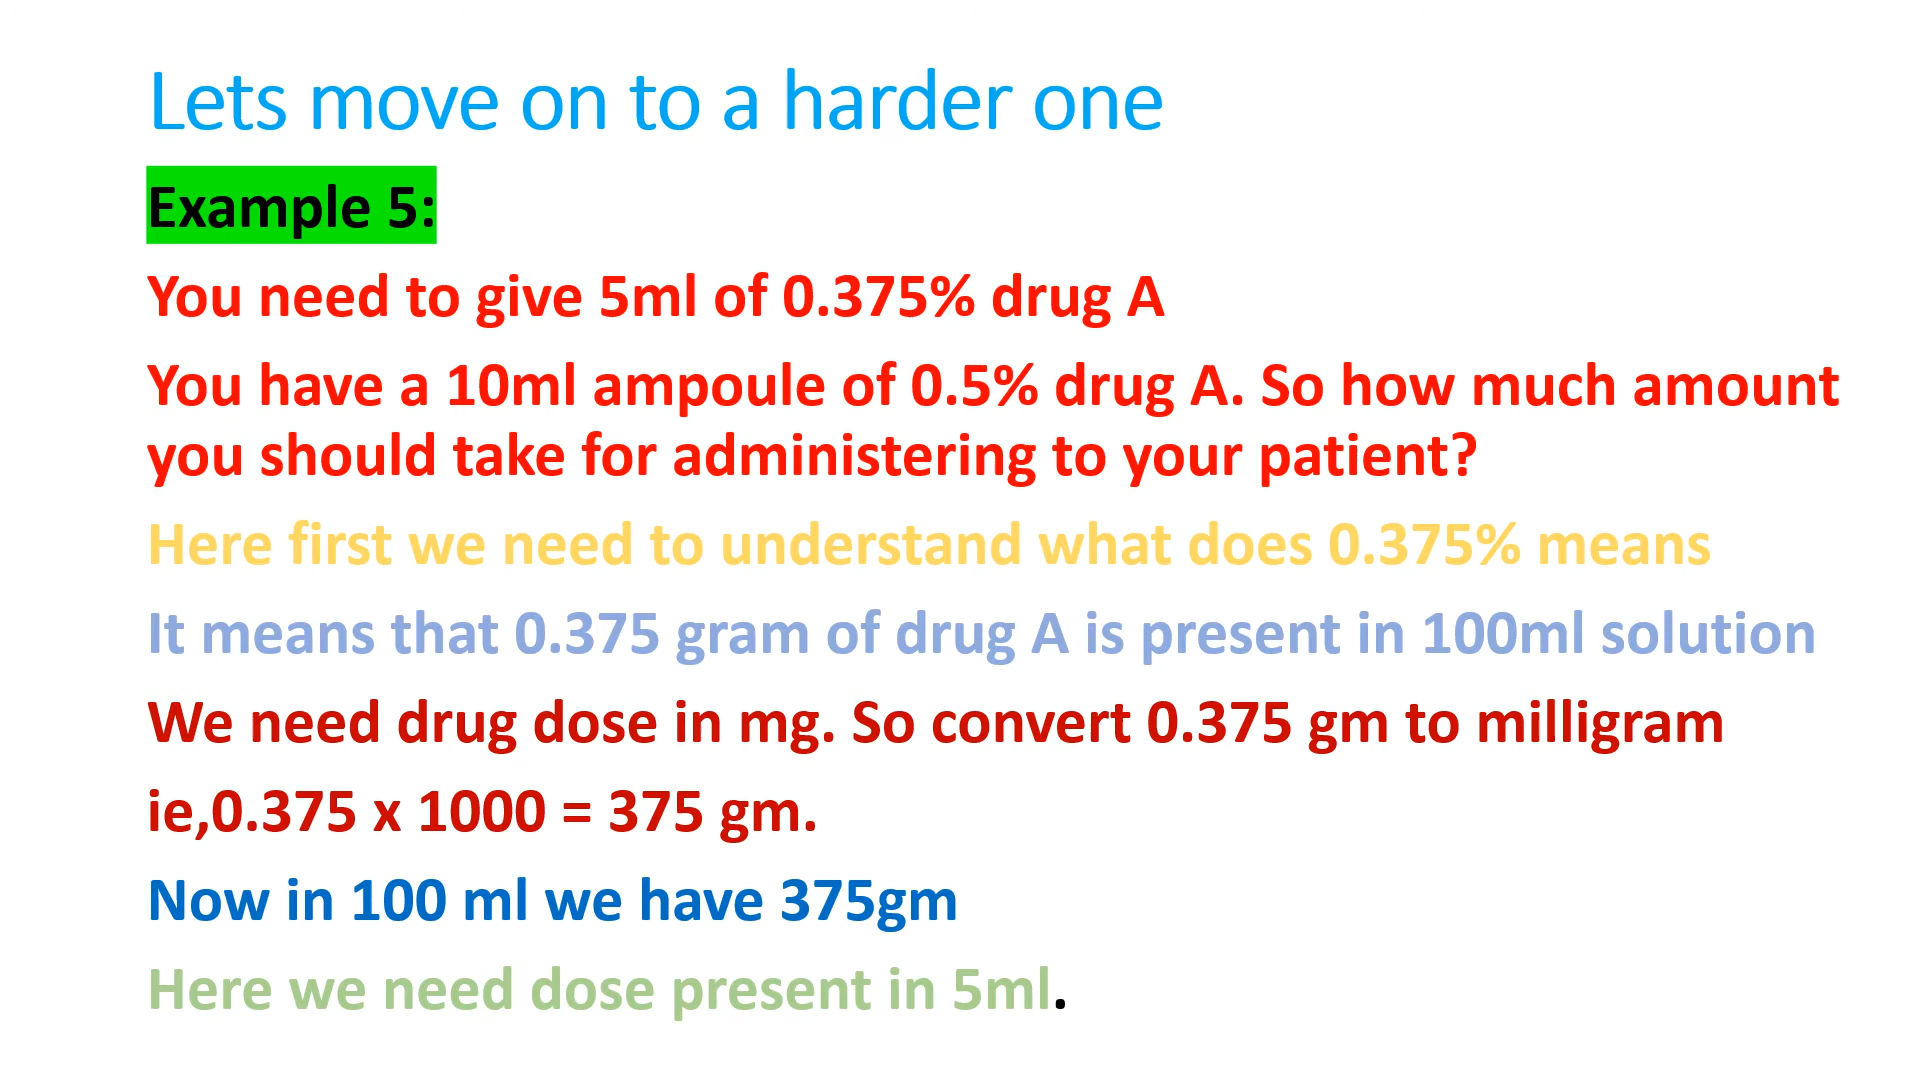 Lets move on to a harder one
Example 5:
You need to give 5ml of 0.375% drug A
You have a 10ml ampoule of 0.5% drug A. So how much amount
you should take for administering to your patient?
Here first we need to understand what does 0.375% means
It means that 0.375 gram of drug A is present in 100ml solution
We need drug dose in mg. So convert 0.375 gm to milligram
ie,0.375 x 1000 = 375 gm.
Now in 100 ml we have 375gm
Here we need dose present in 5ml.